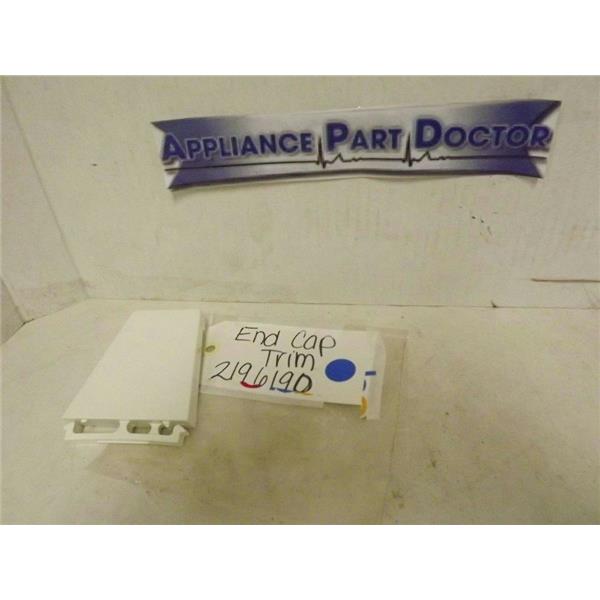 APPLIANCE PART DOCTOR
End Cap
Trim
2196190